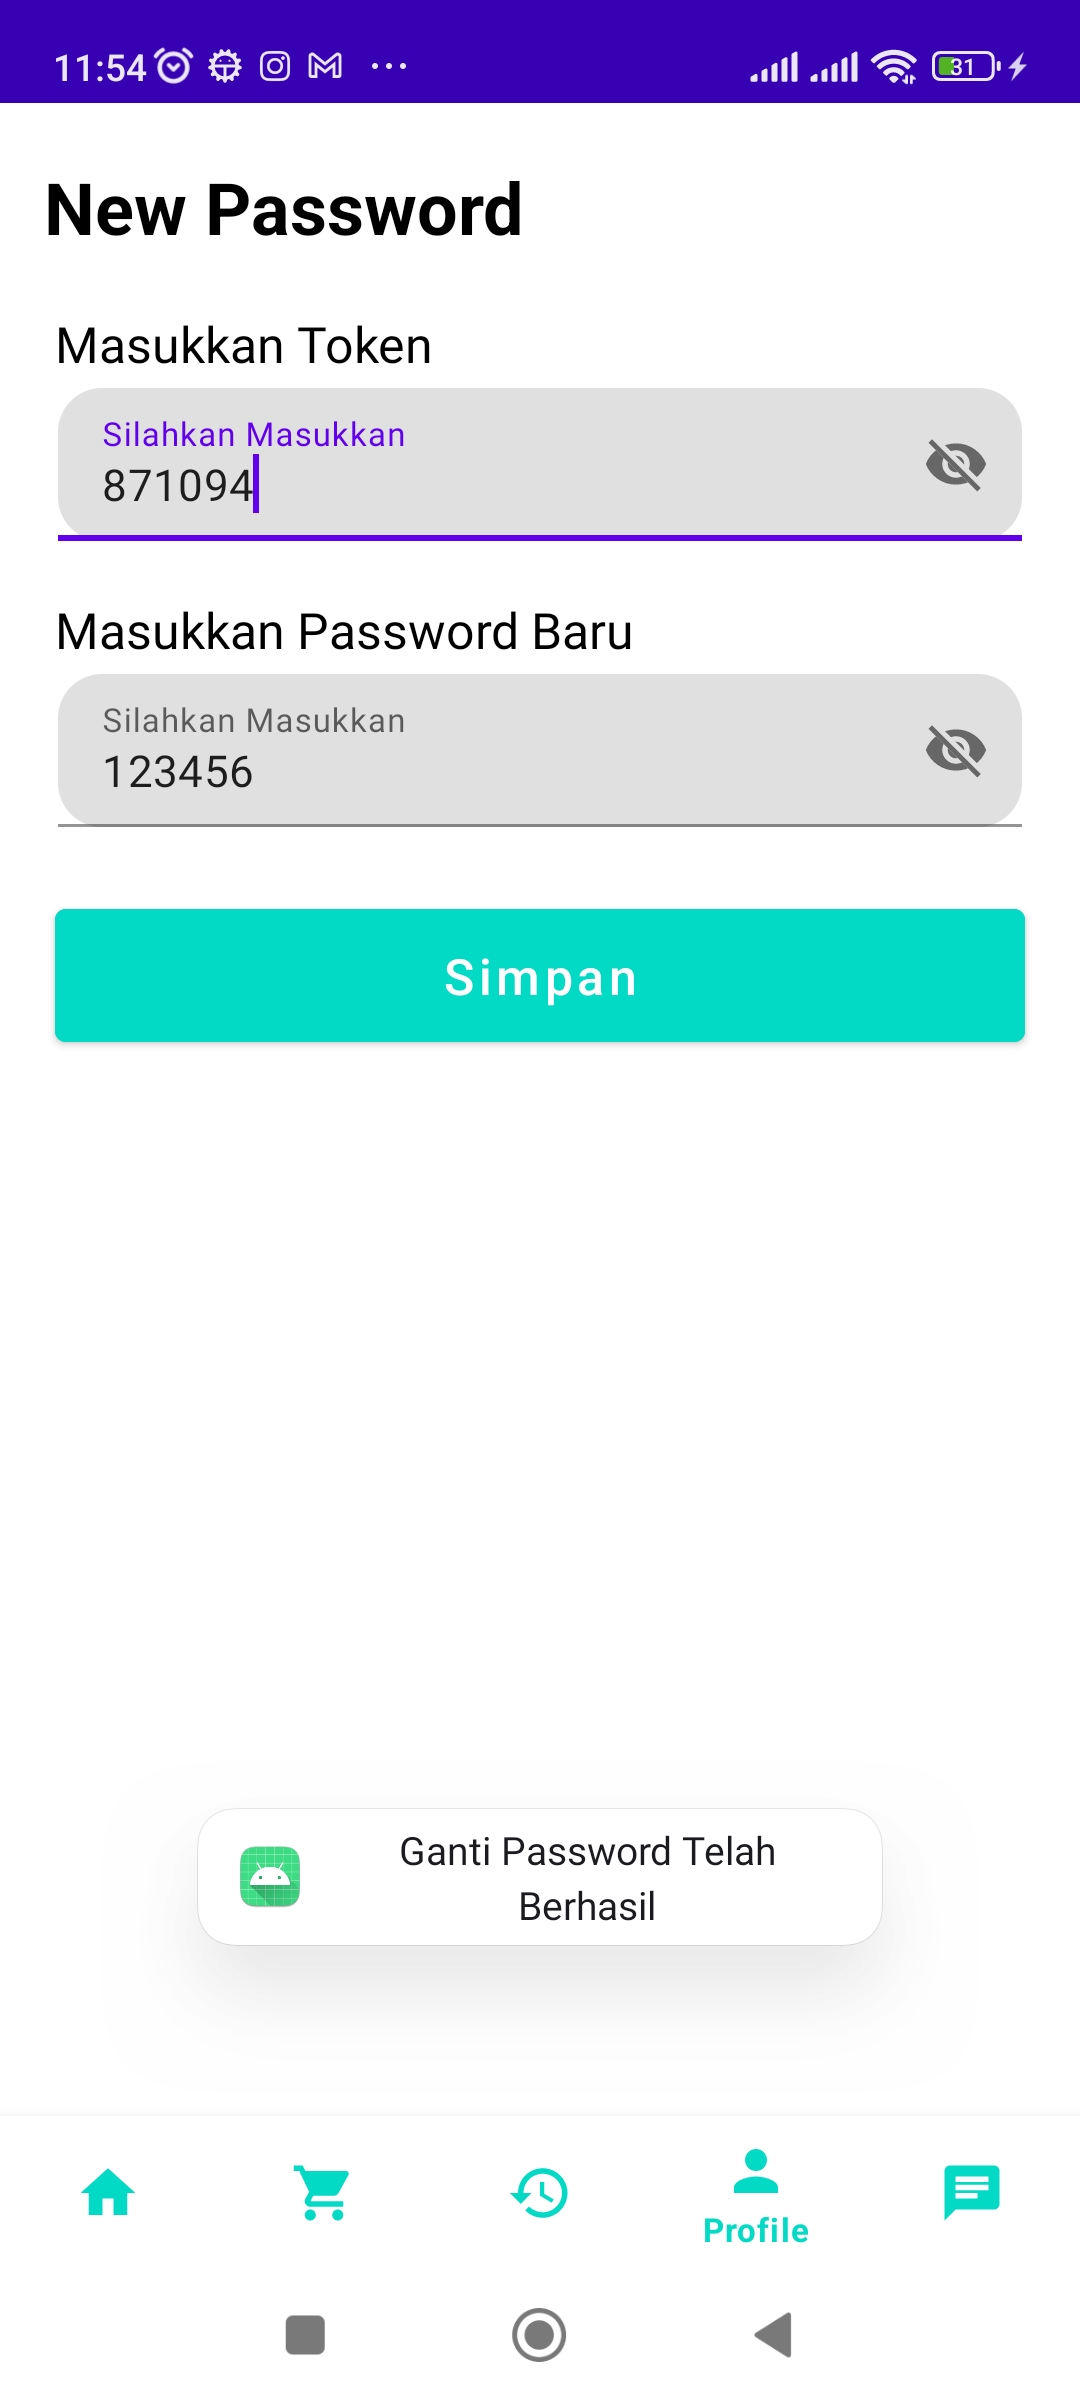 11:54
31
New Password
Masukkan Token
Silahkan Masukkan
871094
Masukkan Password Baru
Silahkan Masukkan
123456
Simpan
Ganti Password Telah
Berhasil
Profile